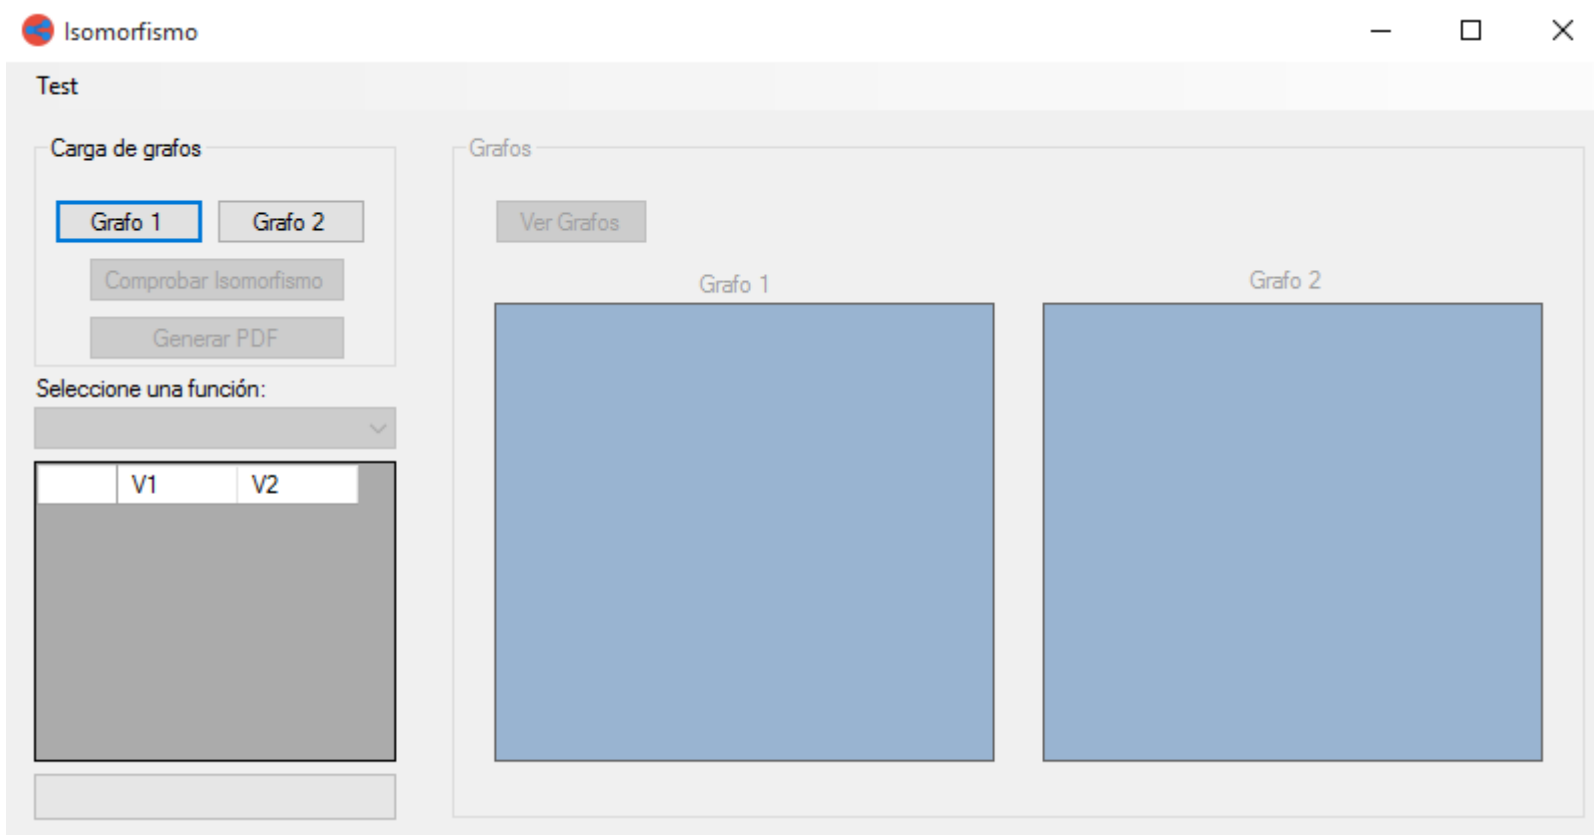 Isomorfismo
Test
Carga de grafos
Grafo 1
Grafo 2
Comprobar Isomorfismo
Generar PDF
Seleccione una función:
V1 V2
Grafos
Ver Grafos
Grafo 1
Grafo 2